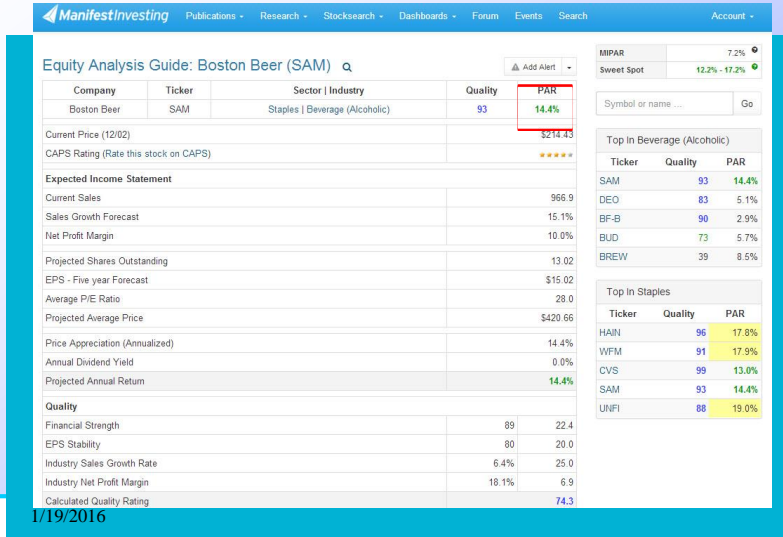 ManifestInvesting Publications Research Stocksearch Dashboards Forum Events Search Account
Equity Analysis Guide: Boston Beer (SAM) Add Alert
Company Ticker Sector | Industry Quality PAR
Boston Beer SAM Staples | Beverage (Alcoholic) 93 14.4%
Current Price (12/02) $214.43
CAPS Rating (Rate this stock on CAPS)
Expected Income Statement
Current Sales 966.9
Sales Growth Forecast 15.1%
Net Profit Margin 10.0%
Projected Shares Outstanding 13.02
EPS - Five year Forecast $15.02
Average P/E Ratio 28.0
Projected Average Price $420.66
Price Appreciation (Annualized) 14.4%
Annual Dividend Yield 0.0%
Projected Annual Return 14.4%
Quality
Financial Strength 89 22.4
EPS Stability 80 20.0
Industry Sales Growth Rate 6.4% 25.0
Industry Net Profit Margin 18.1% 6.9
Calculated Quality Rating 74.3
MIPAR 7.2%
Sweet Spot 12.2% - 17.2%
Symbol or name ... Go
Top In Beverage (Alcoholic)
Ticker Quality PAR
SAM 93 14.4%
DEO 83 5.1%
BF-B 90 2.9%
BUD 73 5.7%
BREW 39 8.5%
Top In Staples
Ticker Quality PAR
HAIN 96 17.8%
WFM 91 17.9%
CVS 99 13.0%
SAM 93 14.4%
UNFI 88 19.0%
1/19/2016